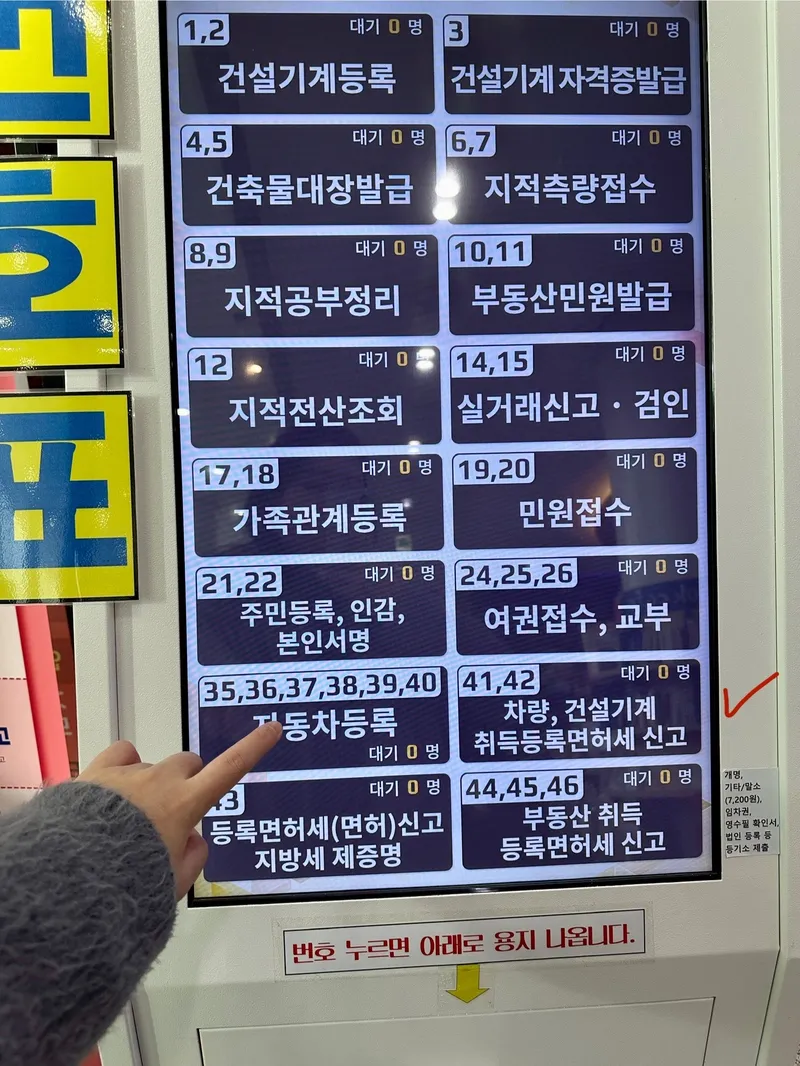 호
표
1,2 대기 0 명
건설기계등록
3 대기 0 명
건설기계 자격증발급
4,5 대기 0 명
건축물대장발급
6,7 대기 0 명
지적측량접수
8,9 대기 0 명
지적공부정리
10,11 대기 0 명
부동산민원발급
12 대기 0 명
지적전산조회
14,15 대기 0 명
실거래신고 · 검인
17,18 대기 0 명
가족관계등록
19,20 대기 0 명
민원접수
21,22 대기 0 명
주민등록, 인감,
본인서명
24,25,26 대기 0 명
여권접수, 교부
35,36,37,38,39,40
자동차등록
대기 0 명
41,42 대기 0 명
차량, 건설기계
취득등록면허세 신고
43 대기 0 명
등록면허세(면허)신고
지방세 제증명
44,45,46 대기 0 명
부동산 취득
등록면허세 신고
개명,
기타/말소
(7,200원),
임차권,
영수필 확인서,
법인 등록 등
등기소 제출
번호 누르면 아래로 용지 나옵니다.